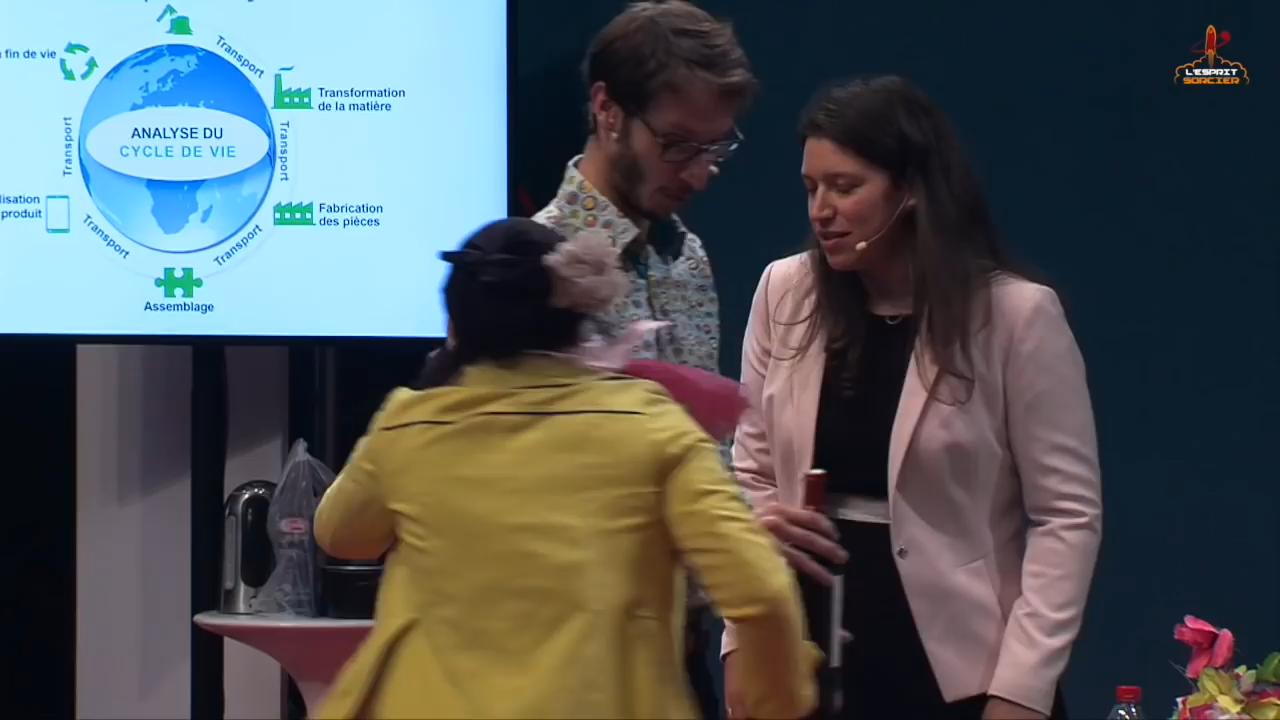 fin de vie
Transport
Transformation
de la matière
ANALYSE DU
CYCLE DE VIE
Transport
Transport
produit
Fabrication
des pièces
Transport
Transport
Assemblage
L'ESPRIT
SORCIER